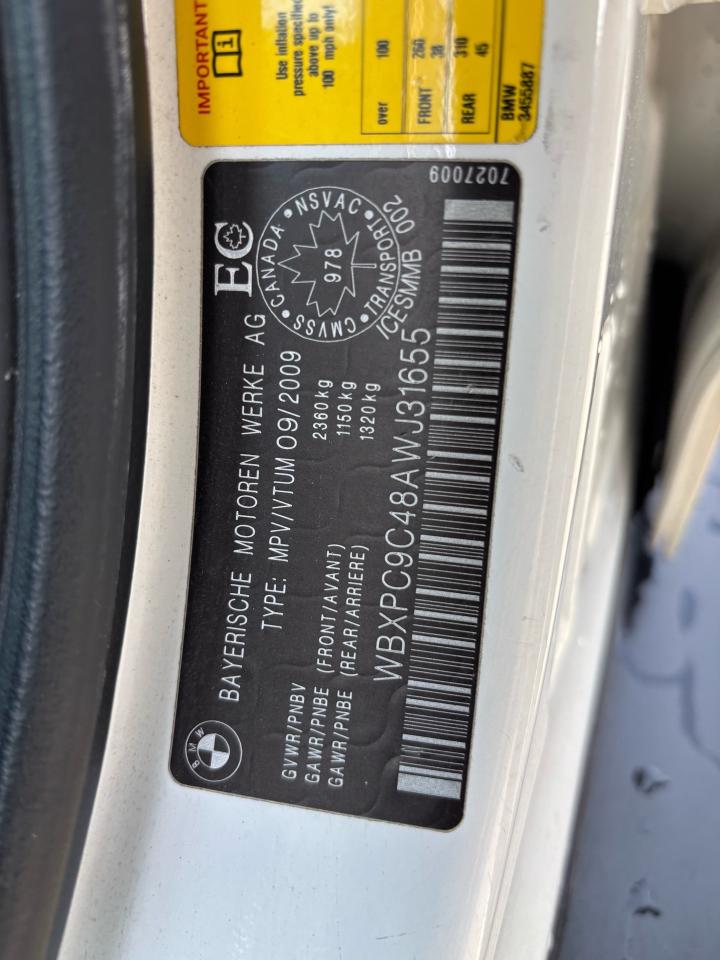 IMPORTANT
i
Use inflation
pressure specified
above up to
100 mph only!
over 100
FRONT 260
38
REAR 310
45
BMW
3455887
BMW
BAYERISCHE MOTOREN WERKE AG
EC
TYPE: MPV/VTUM 09/2009
GVWR/PNBV 2360kg
GAWR/PNBE (FRONT/AVANT) 1150kg
GAWR/PNBE (REAR/ARRIERE) 1320kg
CMVSS • CANADA • NSVAC • TRANSPORT •
978
ICESMMB 002
WBXPC9C48AWJ31655
7027009